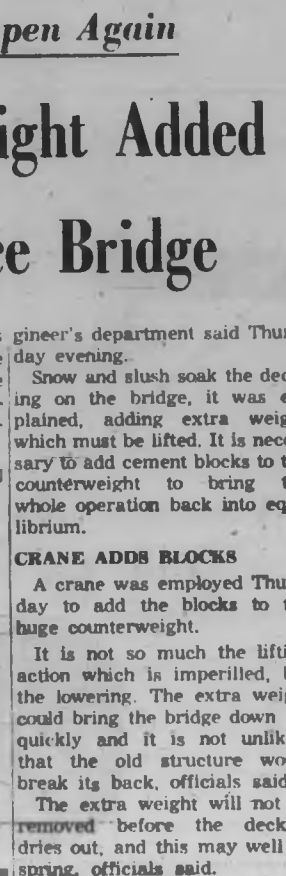 pen Again
ight Added
e Bridge
gineer's department said Thur
day evening.
Snow and slush soak the dec
ing on the bridge, it was e
plained, adding extra weig
which must be lifted. It is nece
sary to add cement blocks to t
counterweight to bring t
whole operation back into equ
librium.
CRANE ADDS BLOCKS
A crane was employed Thu
day to add the blocks to t
huge counterweight.
It is not so much the lifti
action which is imperilled, b
the lowering. The extra weig
could bring the bridge down
quickly and it is not unlik
that the old structure wo
break its back, officials said
The extra weight will not
removed before the deck
dries out, and this may well
spring, officials said.